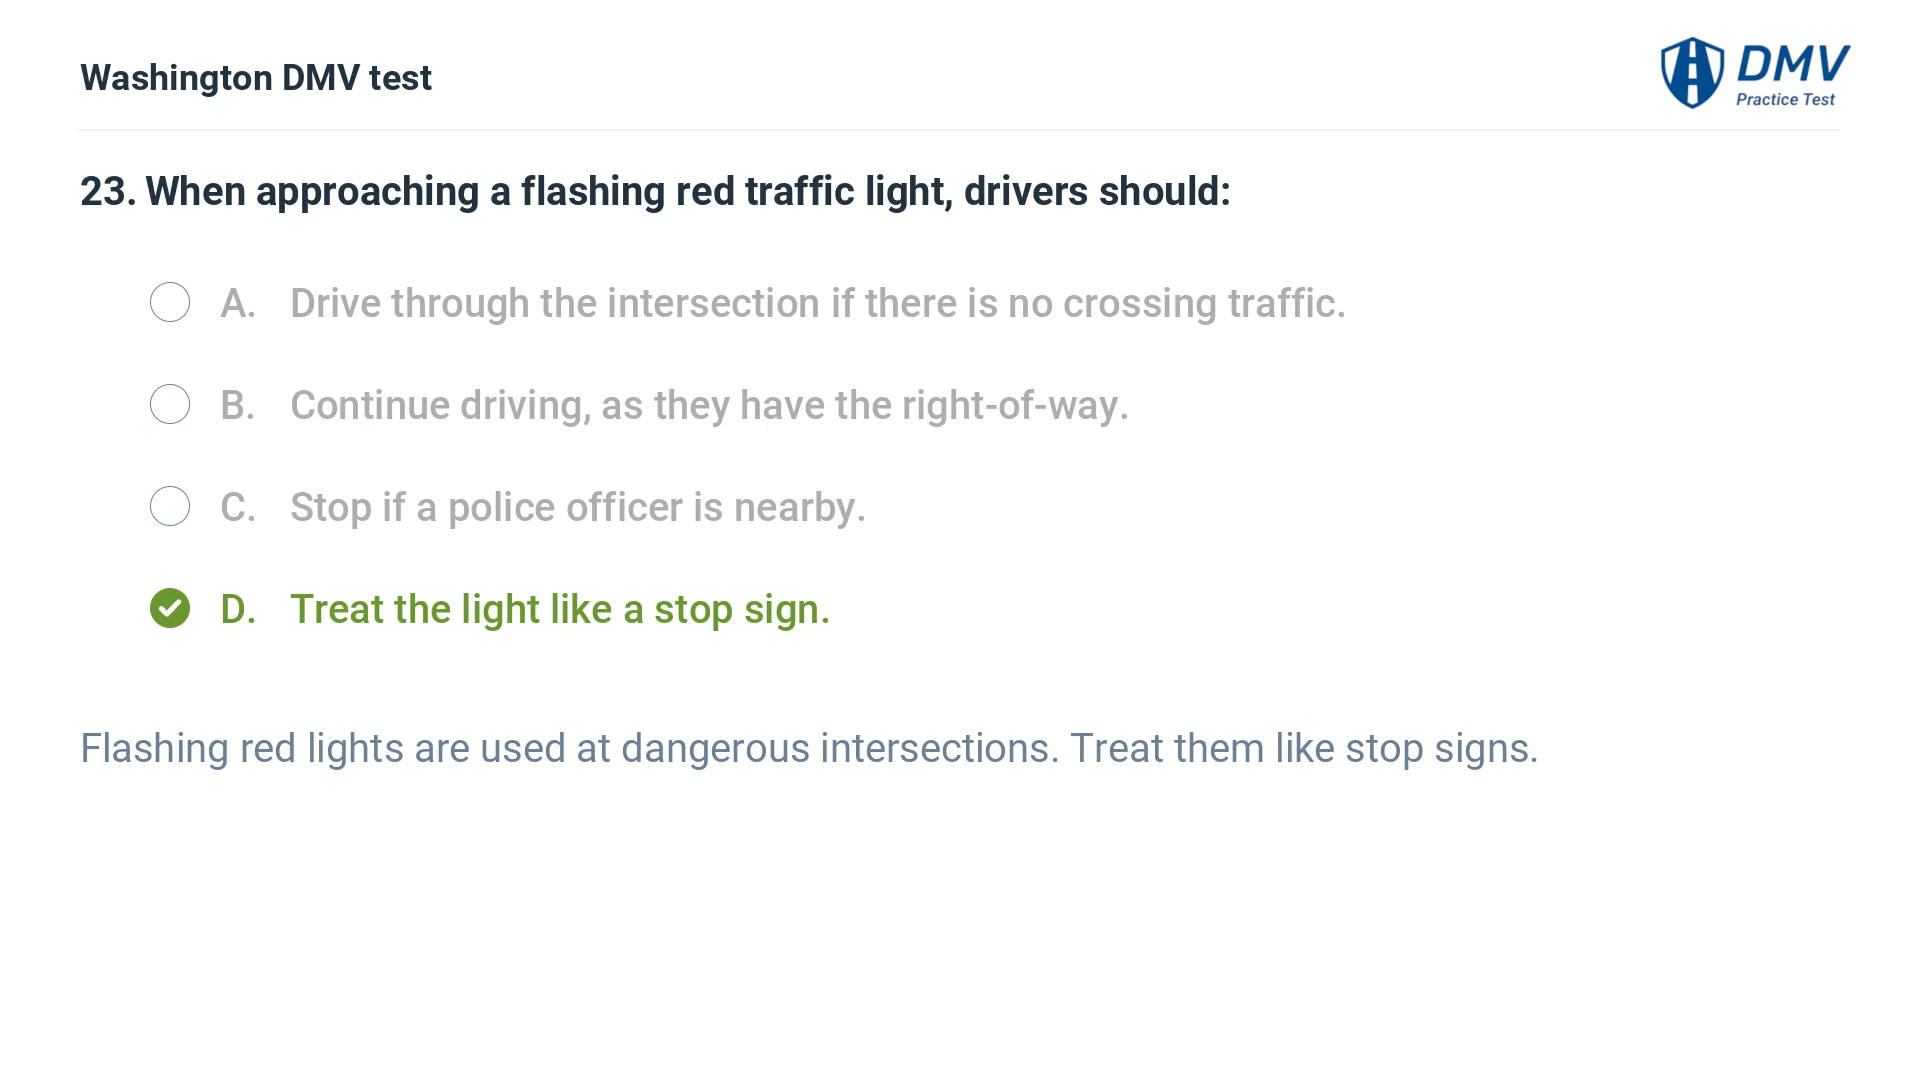 Washington DMV test
DMV
Practice Test
23. When approaching a flashing red traffic light, drivers should:
A. Drive through the intersection if there is no crossing traffic.
B. Continue driving, as they have the right-of-way.
C. Stop if a police officer is nearby.
D. Treat the light like a stop sign.
Flashing red lights are used at dangerous intersections. Treat them like stop signs.